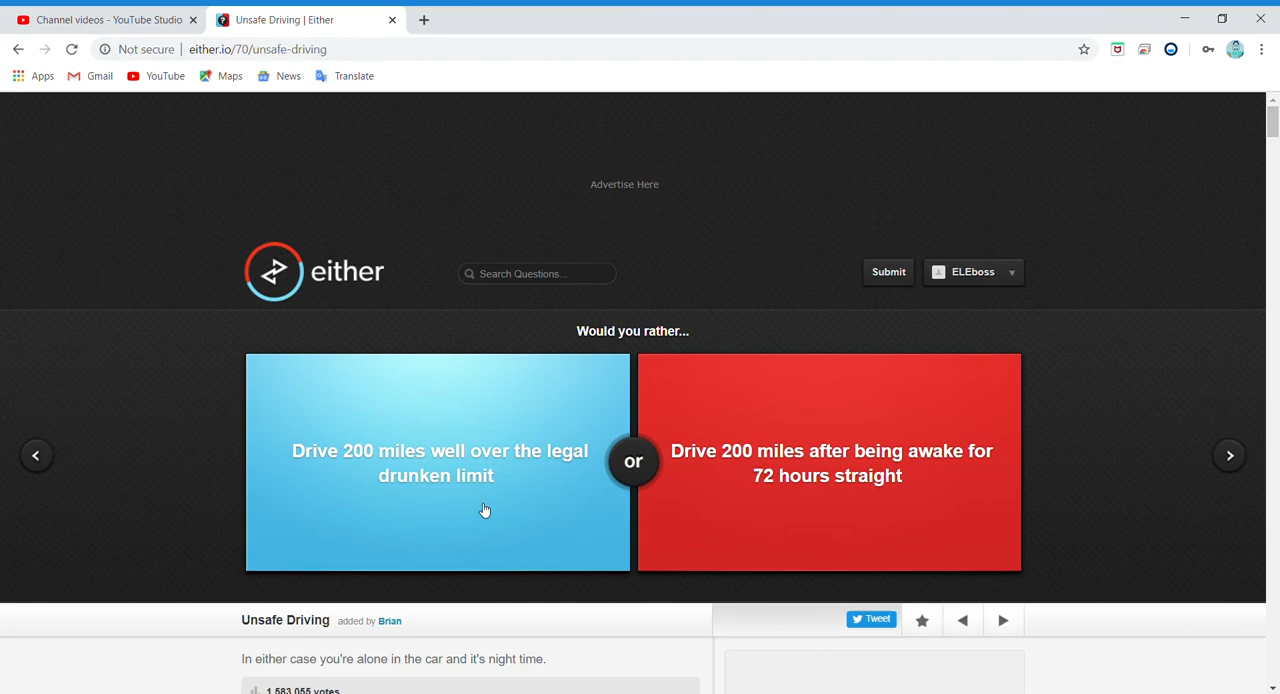 Channel videos - YouTube Studio
Unsafe Driving | Either
Not secure | either.io/70/unsafe-driving
Apps Gmail YouTube Maps News Translate
Advertise Here
either
Search Questions...
Submit
ELEboss
Would you rather...
Drive 200 miles well over the legal
drunken limit
or
Drive 200 miles after being awake for
72 hours straight
Unsafe Driving added by Brian
Tweet
In either case you're alone in the car and it's night time.
1,583,055 votes